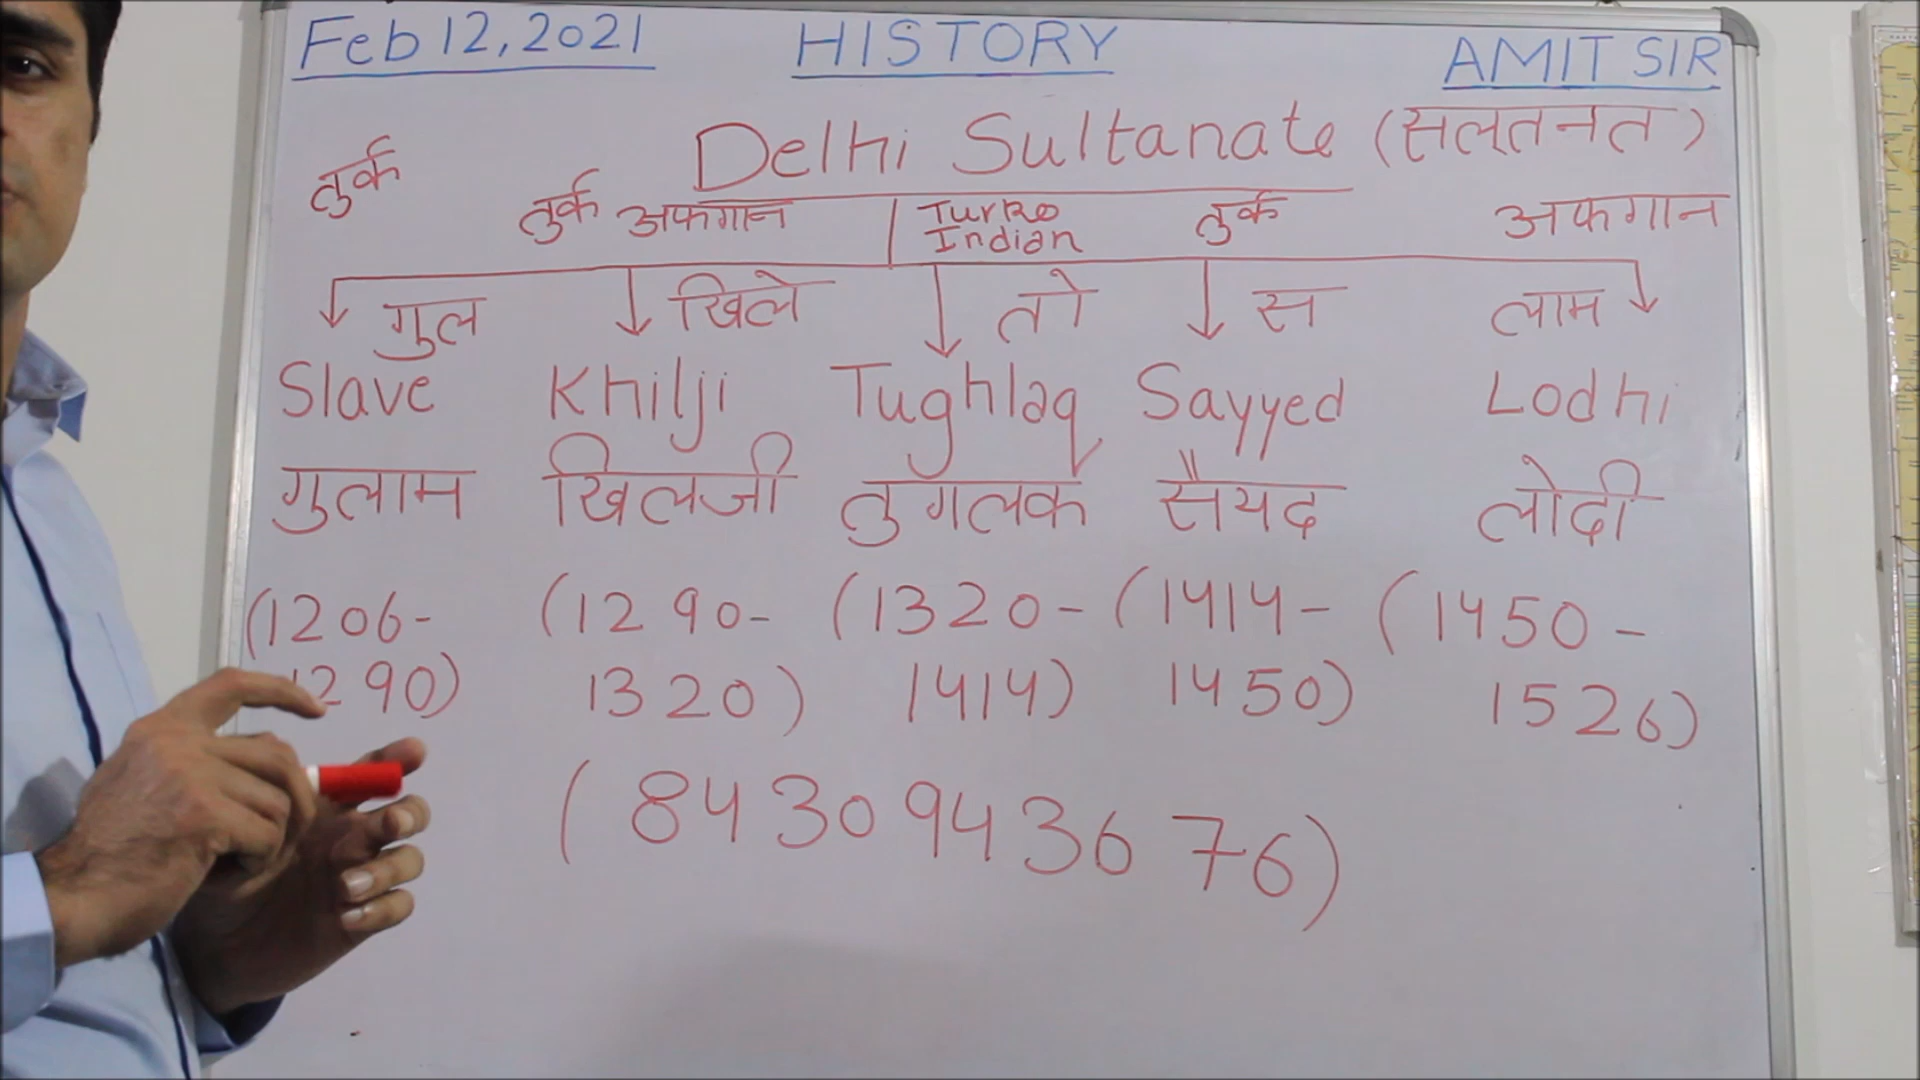 Feb 12, 2021 HISTORY AMIT SIR
Delhi Sultanate (सल्तनत)
तुर्क तुर्क अफगान Turko Indian तुर्क अफगान
गुल खिले तो स लाम
Slave Khilji Tughlaq Sayyed Lodhi
गुलाम खिलजी तुगलक सैयद लोदी
(1206- (1290- (1320- (1414- (1450-
1290) 1320) 1414) 1450) 1526)
(8430943676)